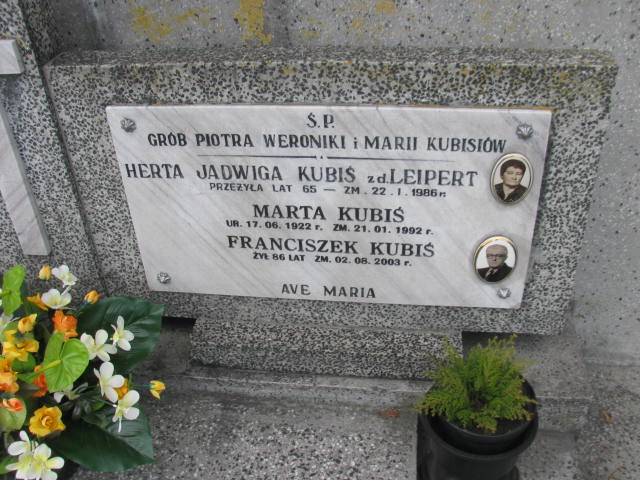 Ś.P.
GRÓB PIOTRA WERONIKI i MARII KUBISIÓW
HERTA JADWIGA KUBIŚ z d. LEIPERT
PRZEŻYŁA LAT 65 — ZM. 22.I.1986 r.
MARTA KUBIŚ
UR. 17.06.1922 r. ZM. 21.01.1992 r.
FRANCISZEK KUBIŚ
ŻYŁ 86 LAT ZM. 02.08.2003 r.
AVE MARIA